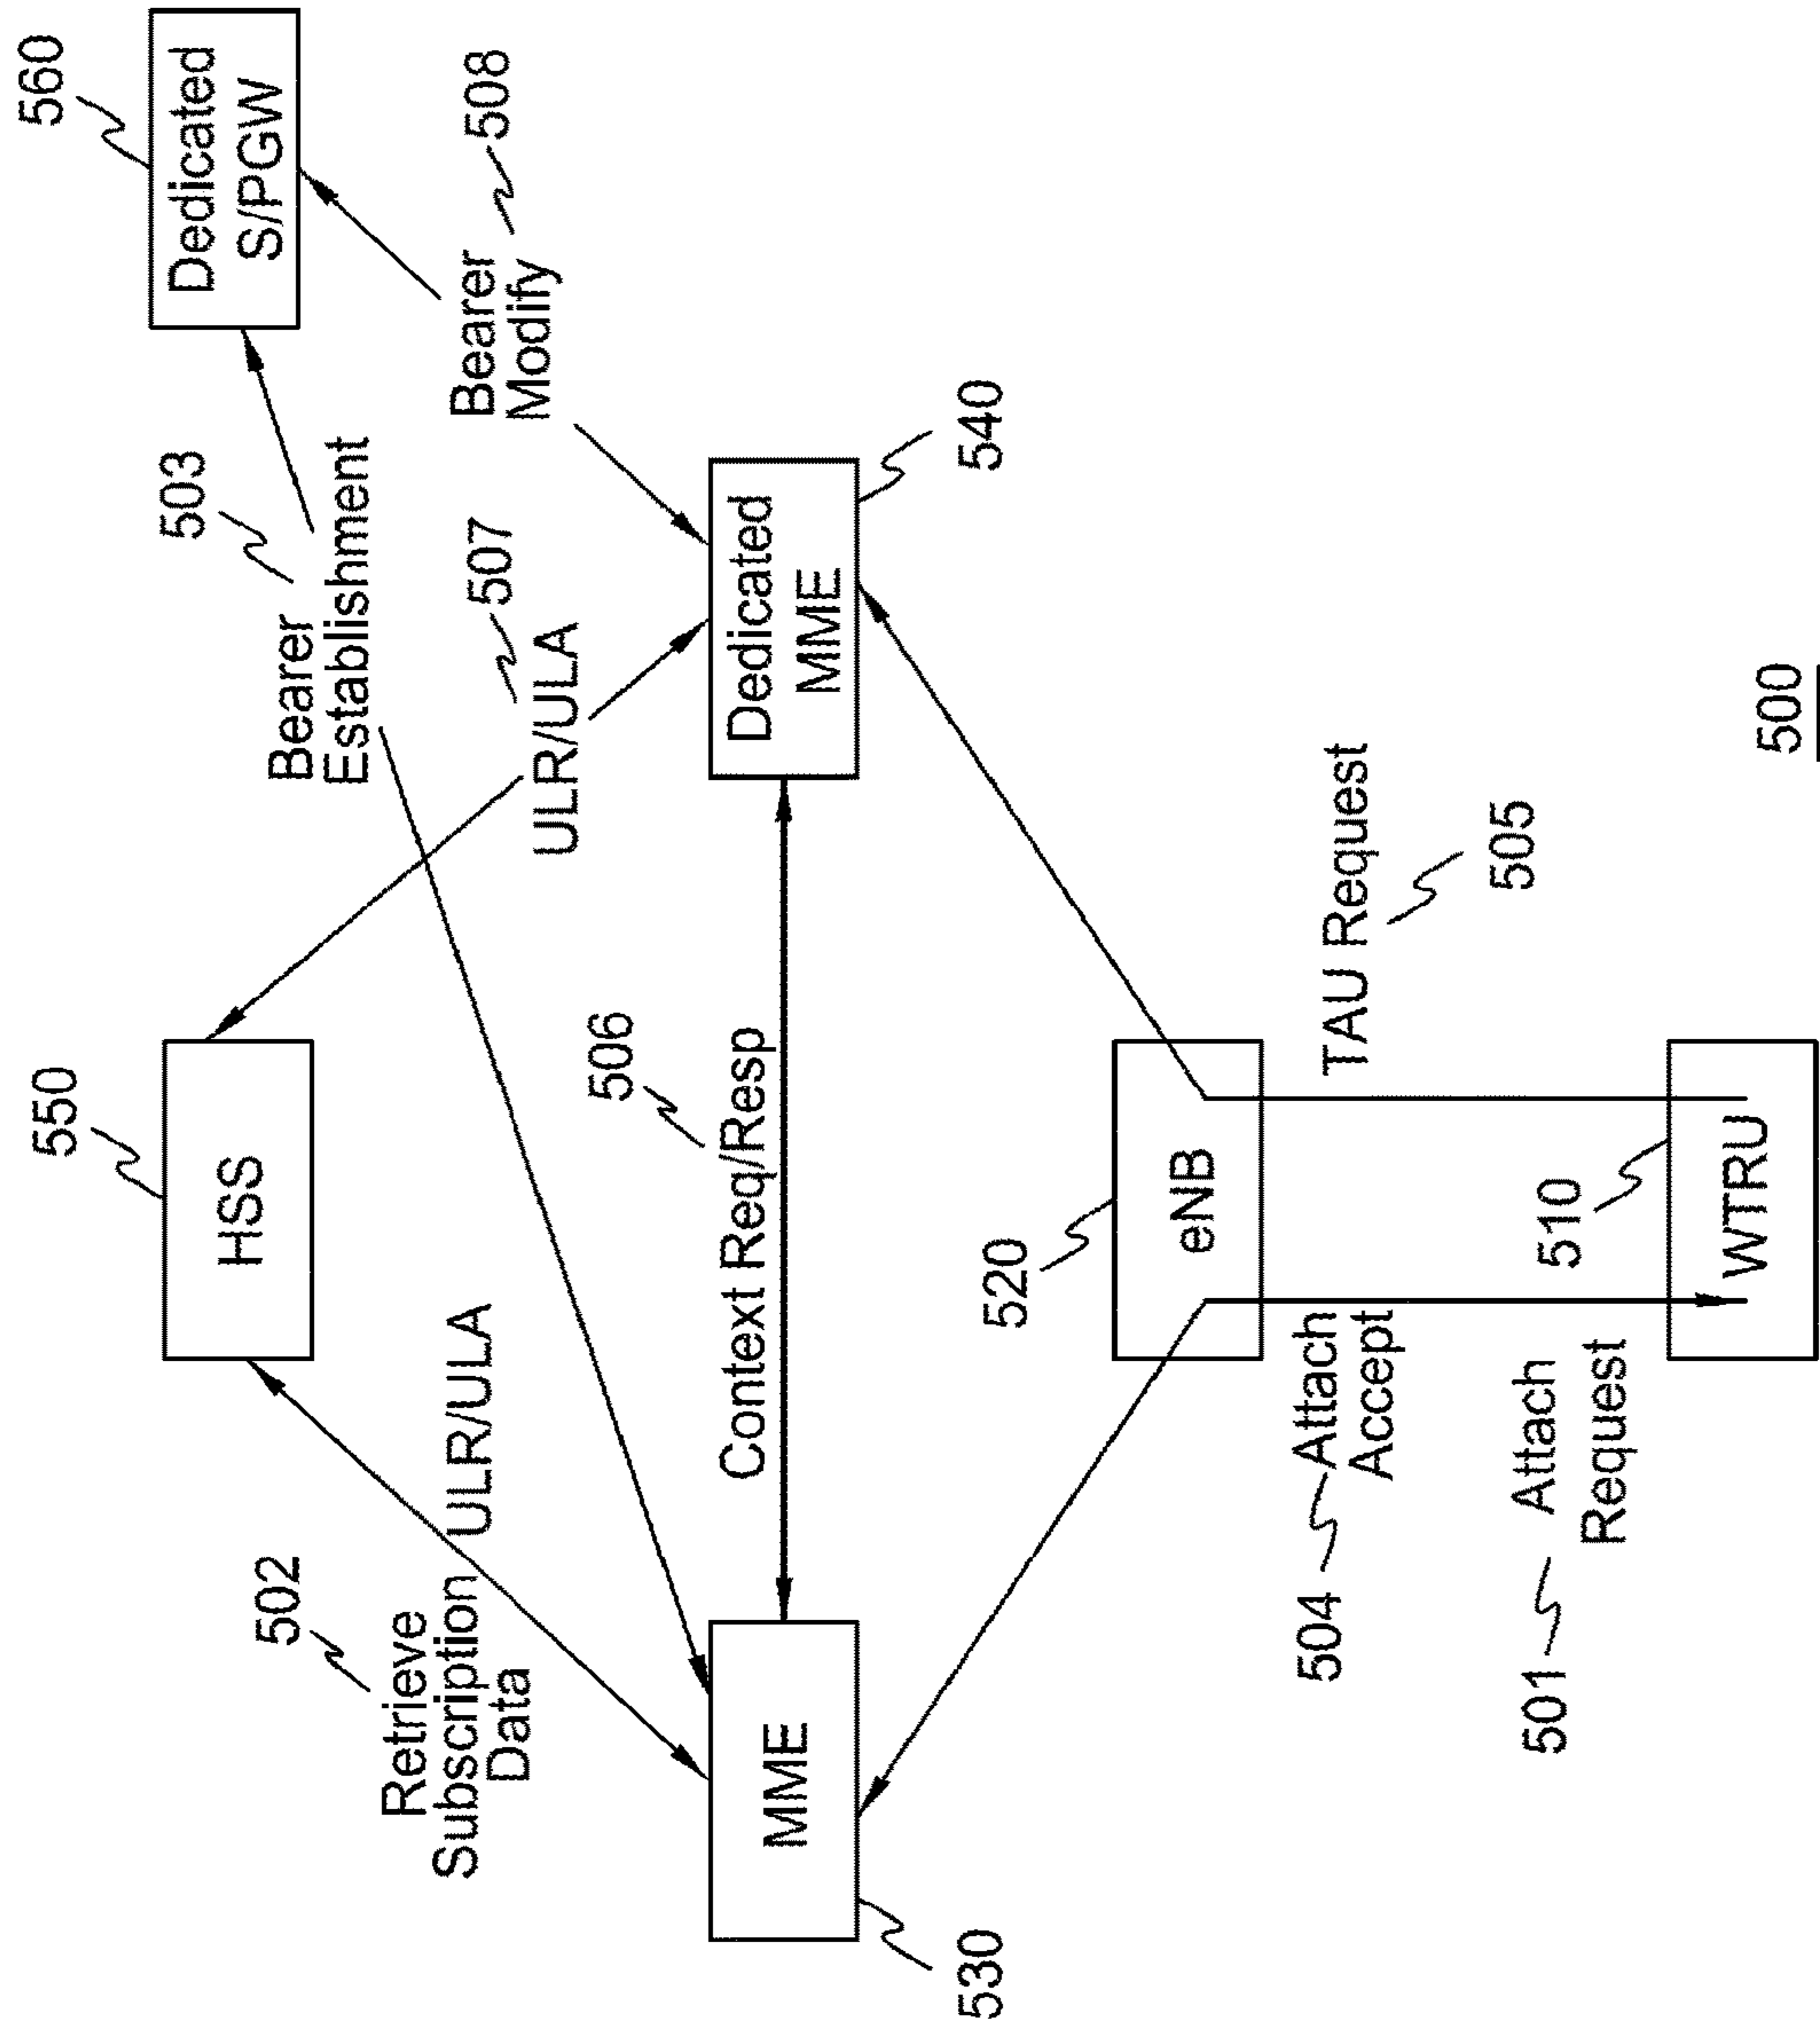 550
HSS
560
Dedicated
S/PGW
502
Retrieve
Subscription ULR/ULA
Data
503
Bearer
Establishment
507
ULR/ULA
508
Bearer
Modify
506
Context Req/Resp
MME
530
Dedicated
MME
540
520
eNB
504
Attach
Accept
501
Attach
Request
TAU Request
505
510
WTRU
500